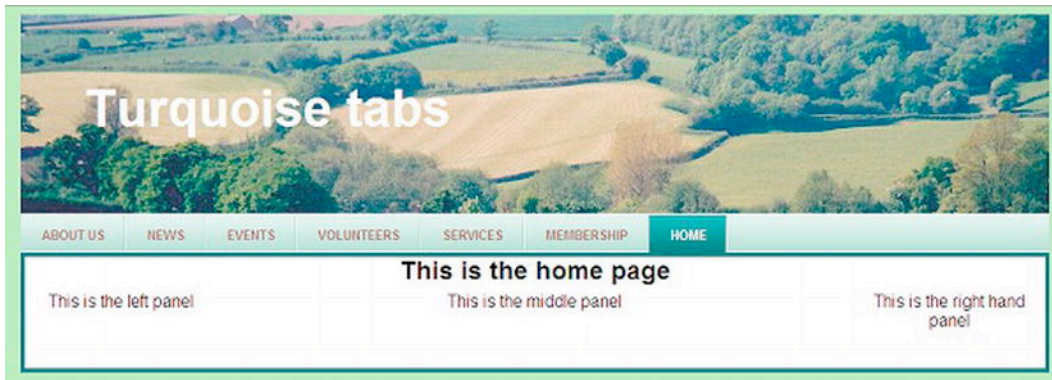 Turquoise tabs
ABOUT US NEWS EVENTS VOLUNTEERS SERVICES MEMBERSHIP HOME
This is the home page
This is the left panel This is the middle panel This is the right hand
panel